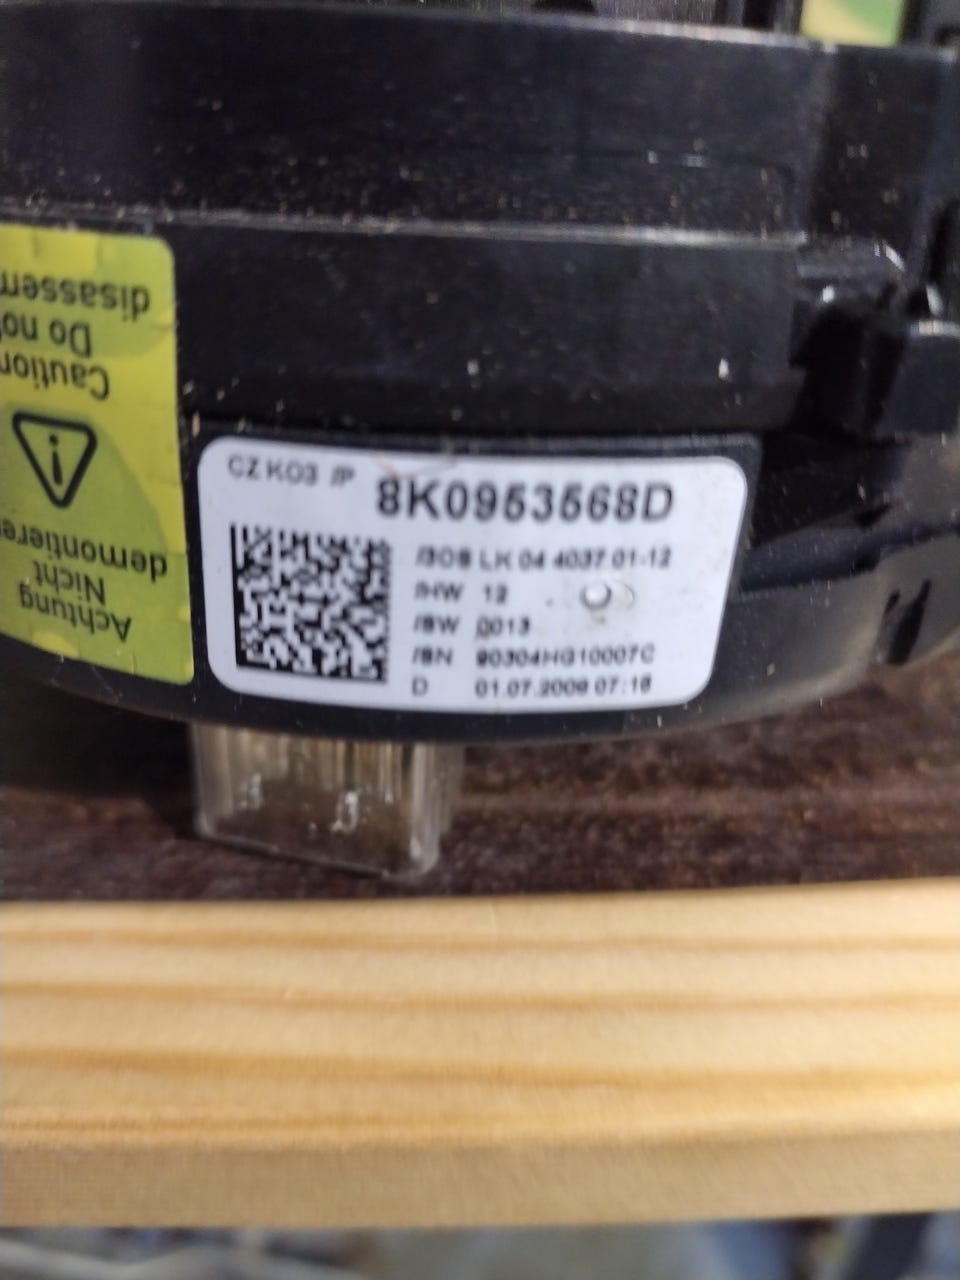 CZ K03 /P
8K0953568D
/BOS LK 04 4037 01-12
/HW 12
/SW 0013
/SN 90304HG10007C
D 01.07.2009 07:18
Achtung
Nicht
demontieren
Caution
Do not
disassem